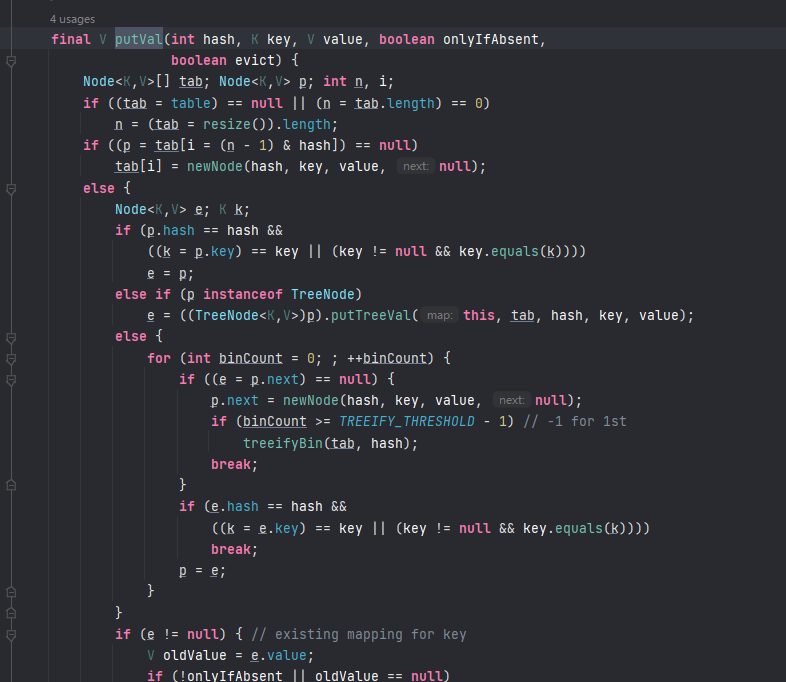 4 usages
final V putVal(int hash, K key, V value, boolean onlyIfAbsent,
               boolean evict) {
    Node<K,V>[] tab; Node<K,V> p; int n, i;
    if ((tab = table) == null || (n = tab.length) == 0)
        n = (tab = resize()).length;
    if ((p = tab[i = (n - 1) & hash]) == null)
        tab[i] = newNode(hash, key, value, next: null);
    else {
        Node<K,V> e; K k;
        if (p.hash == hash &&
            ((k = p.key) == key || (key != null && key.equals(k))))
            e = p;
        else if (p instanceof TreeNode)
            e = ((TreeNode<K,V>)p).putTreeVal( map: this, tab, hash, key, value);
        else {
            for (int binCount = 0; ; ++binCount) {
                if ((e = p.next) == null) {
                    p.next = newNode(hash, key, value, next: null);
                    if (binCount >= TREEIFY_THRESHOLD - 1) // -1 for 1st
                        treeifyBin(tab, hash);
                    break;
                }
                if (e.hash == hash &&
                    ((k = e.key) == key || (key != null && key.equals(k))))
                    break;
                p = e;
            }
        }
        if (e != null) { // existing mapping for key
            V oldValue = e.value;
            if (!onlyIfAbsent || oldValue == null)